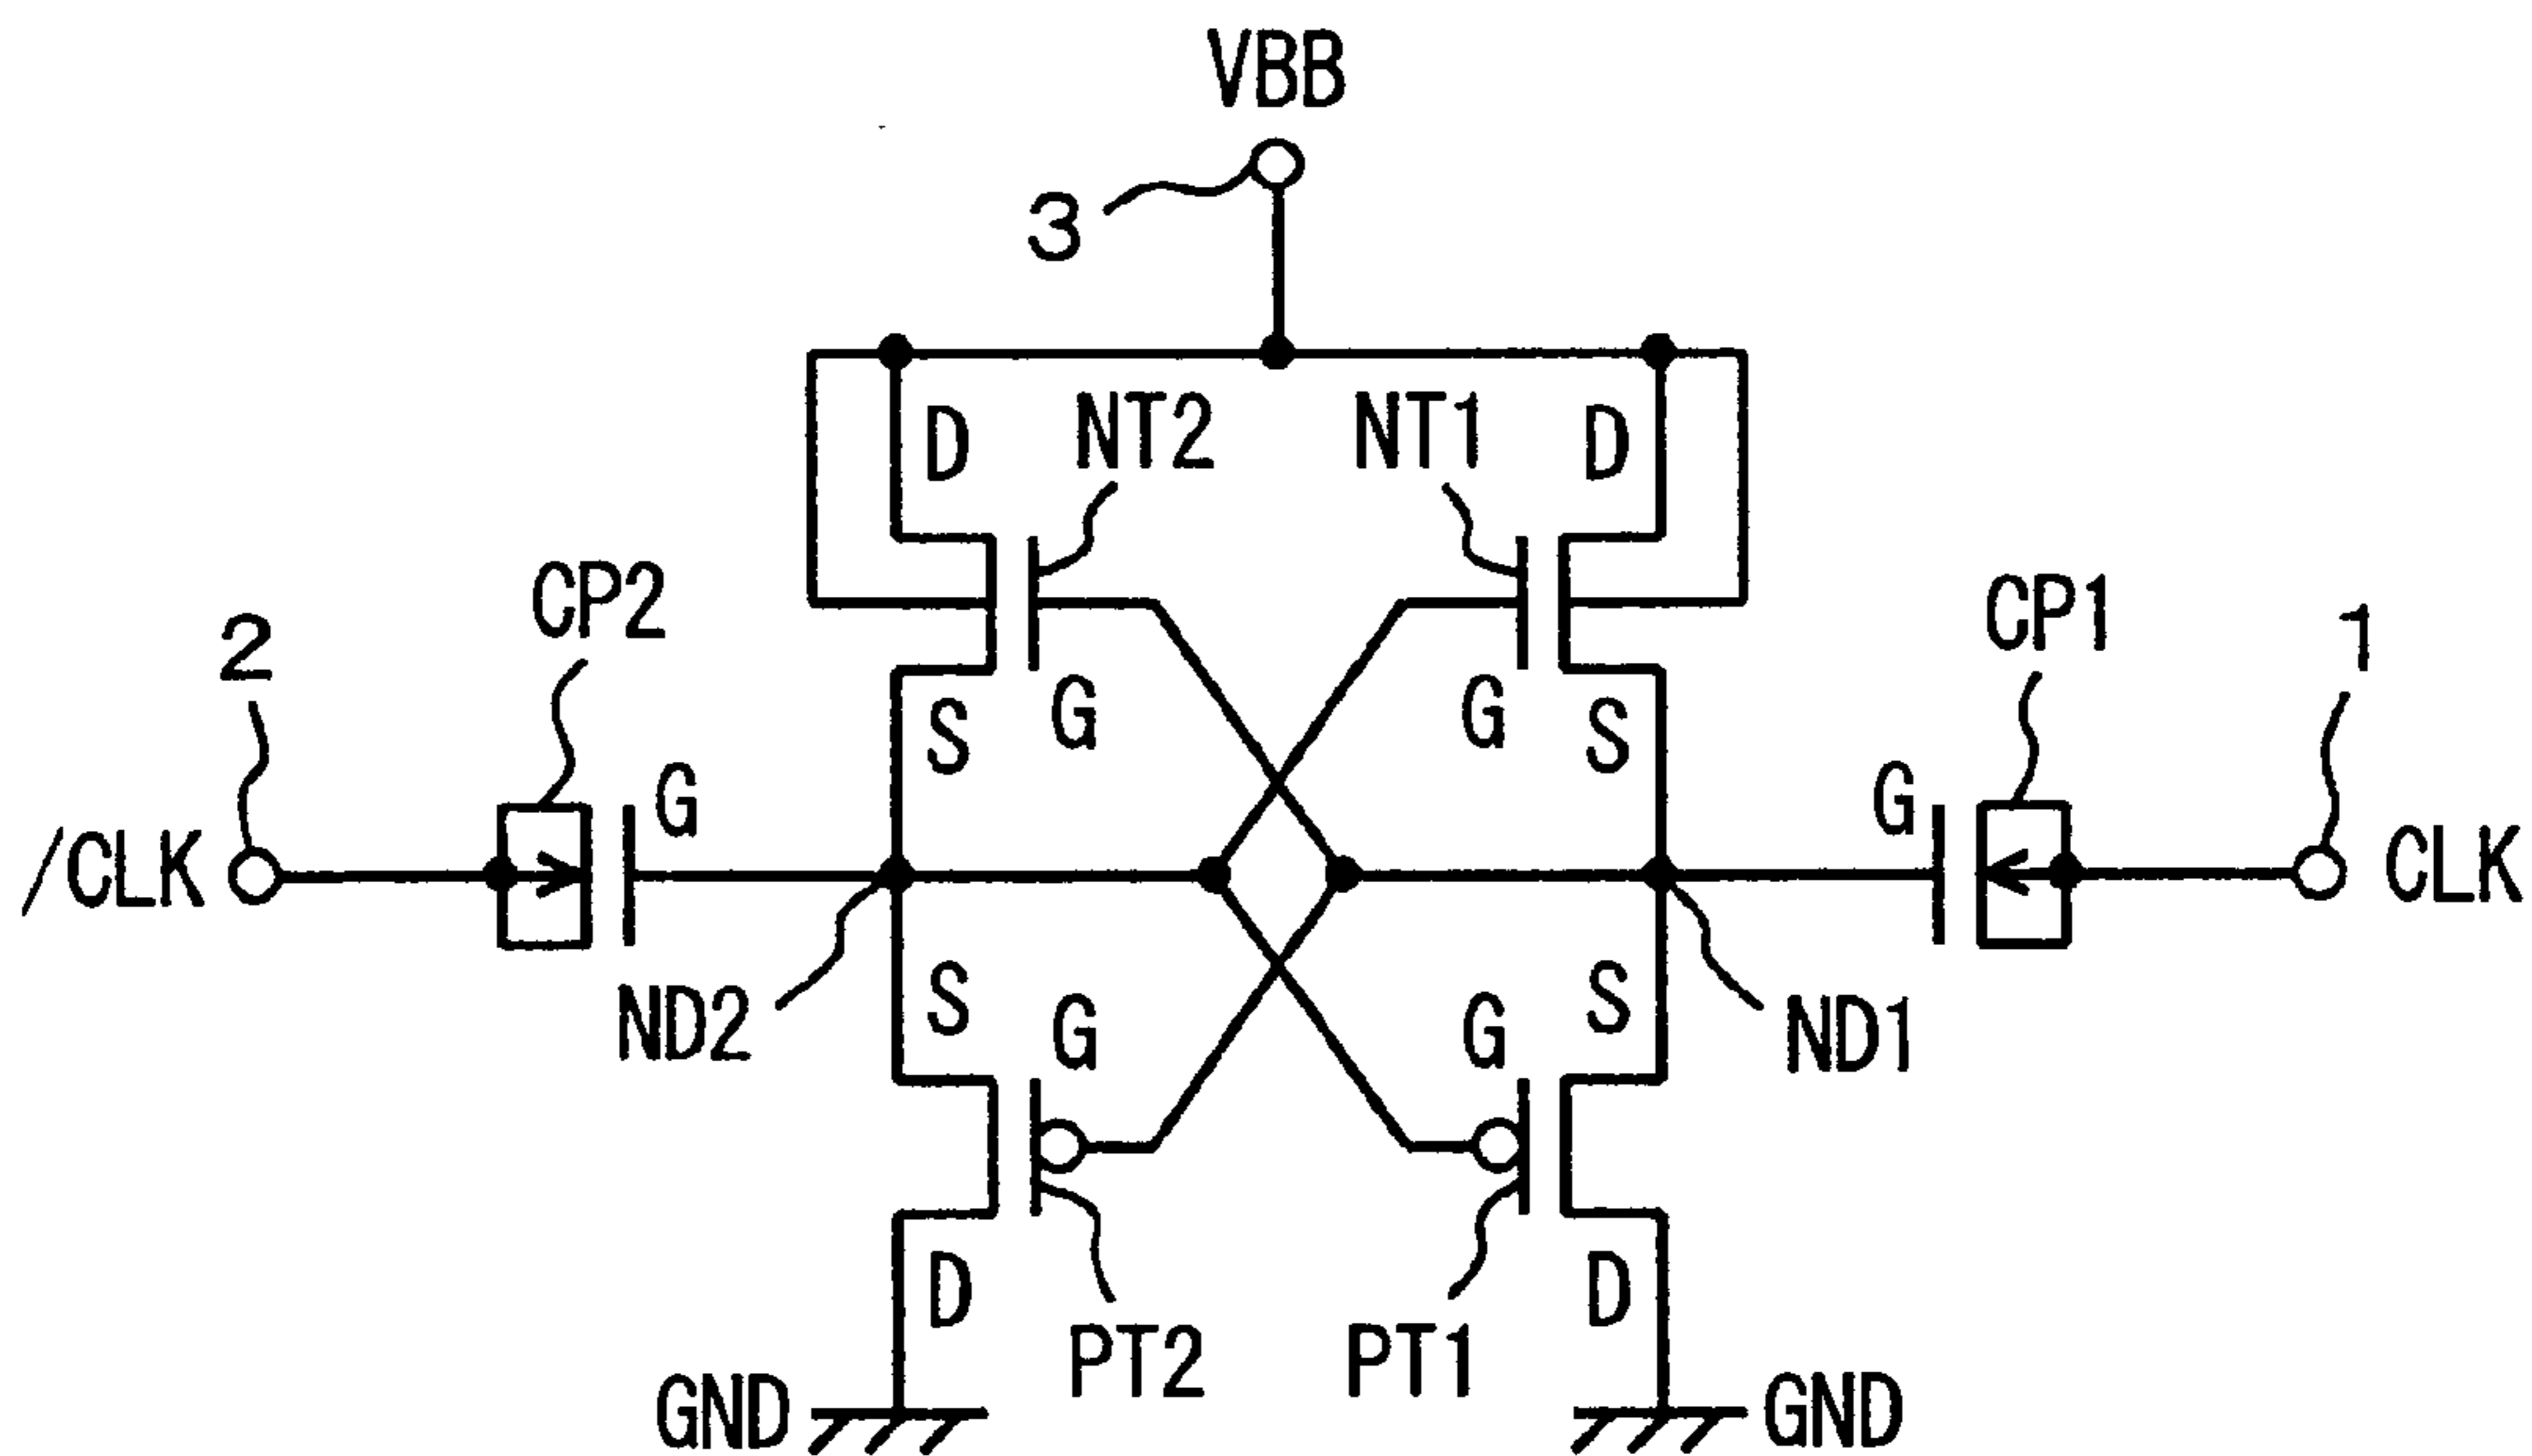 VBB
3
D NT2 NT1 D
2 CP2 CP1 1
S G G S
/CLK G G CLK
ND2 S G G S ND1
D PT2 PT1 D
GND GND